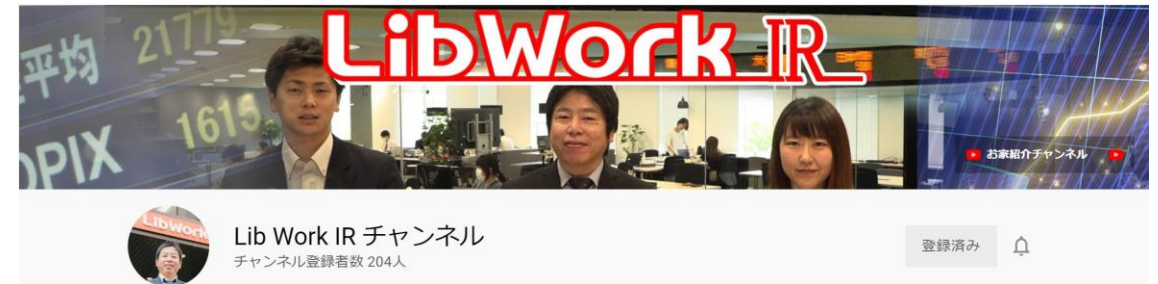 LibWork IR
平均 21779
OPIX 1615
お家紹介チャンネル
LibWork
Lib Work IR チャンネル
チャンネル登録者数 204人
登録済み